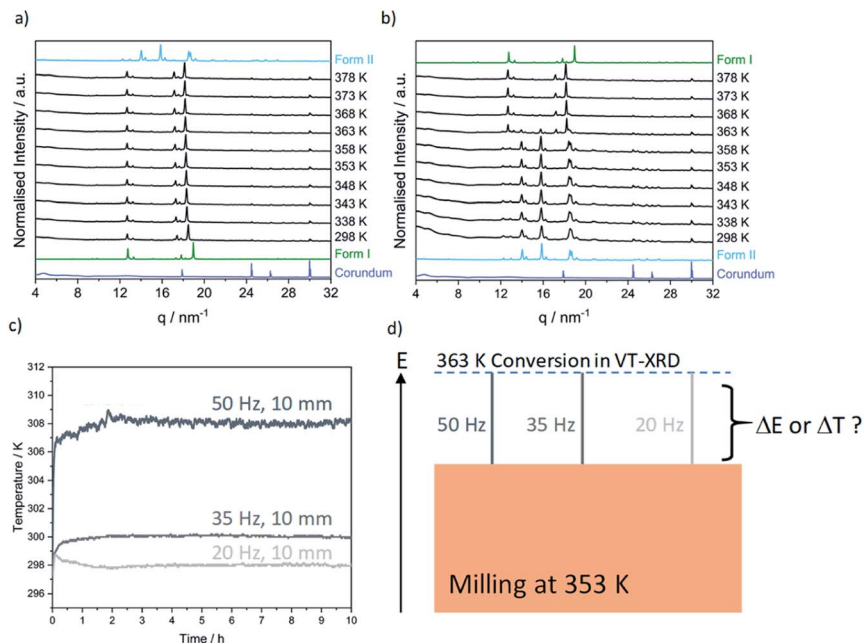 a)
Normalised Intensity / a.u.
Form II
378 K
373 K
368 K
363 K
358 K
353 K
348 K
343 K
338 K
298 K
Form I
Corundum
4 8 12 16 20 24 28 32
q / nm⁻¹
b)
Normalised Intensity / a.u.
Form I
378 K
373 K
368 K
363 K
358 K
353 K
348 K
343 K
338 K
298 K
Form II
Corundum
4 8 12 16 20 24 28 32
q / nm⁻¹
c)
Temperature / K
312
310
308
306
304
302
300
298
296
50 Hz, 10 mm
35 Hz, 10 mm
20 Hz, 10 mm
0 1 2 3 4 5 6 7 8 9 10
Time / h
d)
E
363 K Conversion in VT-XRD
50 Hz 35 Hz 20 Hz
ΔE or ΔT ?
Milling at 353 K